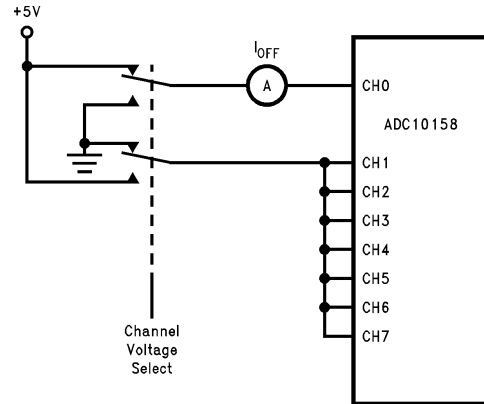 +5V
I_OFF
A
CH0
ADC10158
CH1
CH2
CH3
CH4
CH5
CH6
CH7
Channel
Voltage
Select